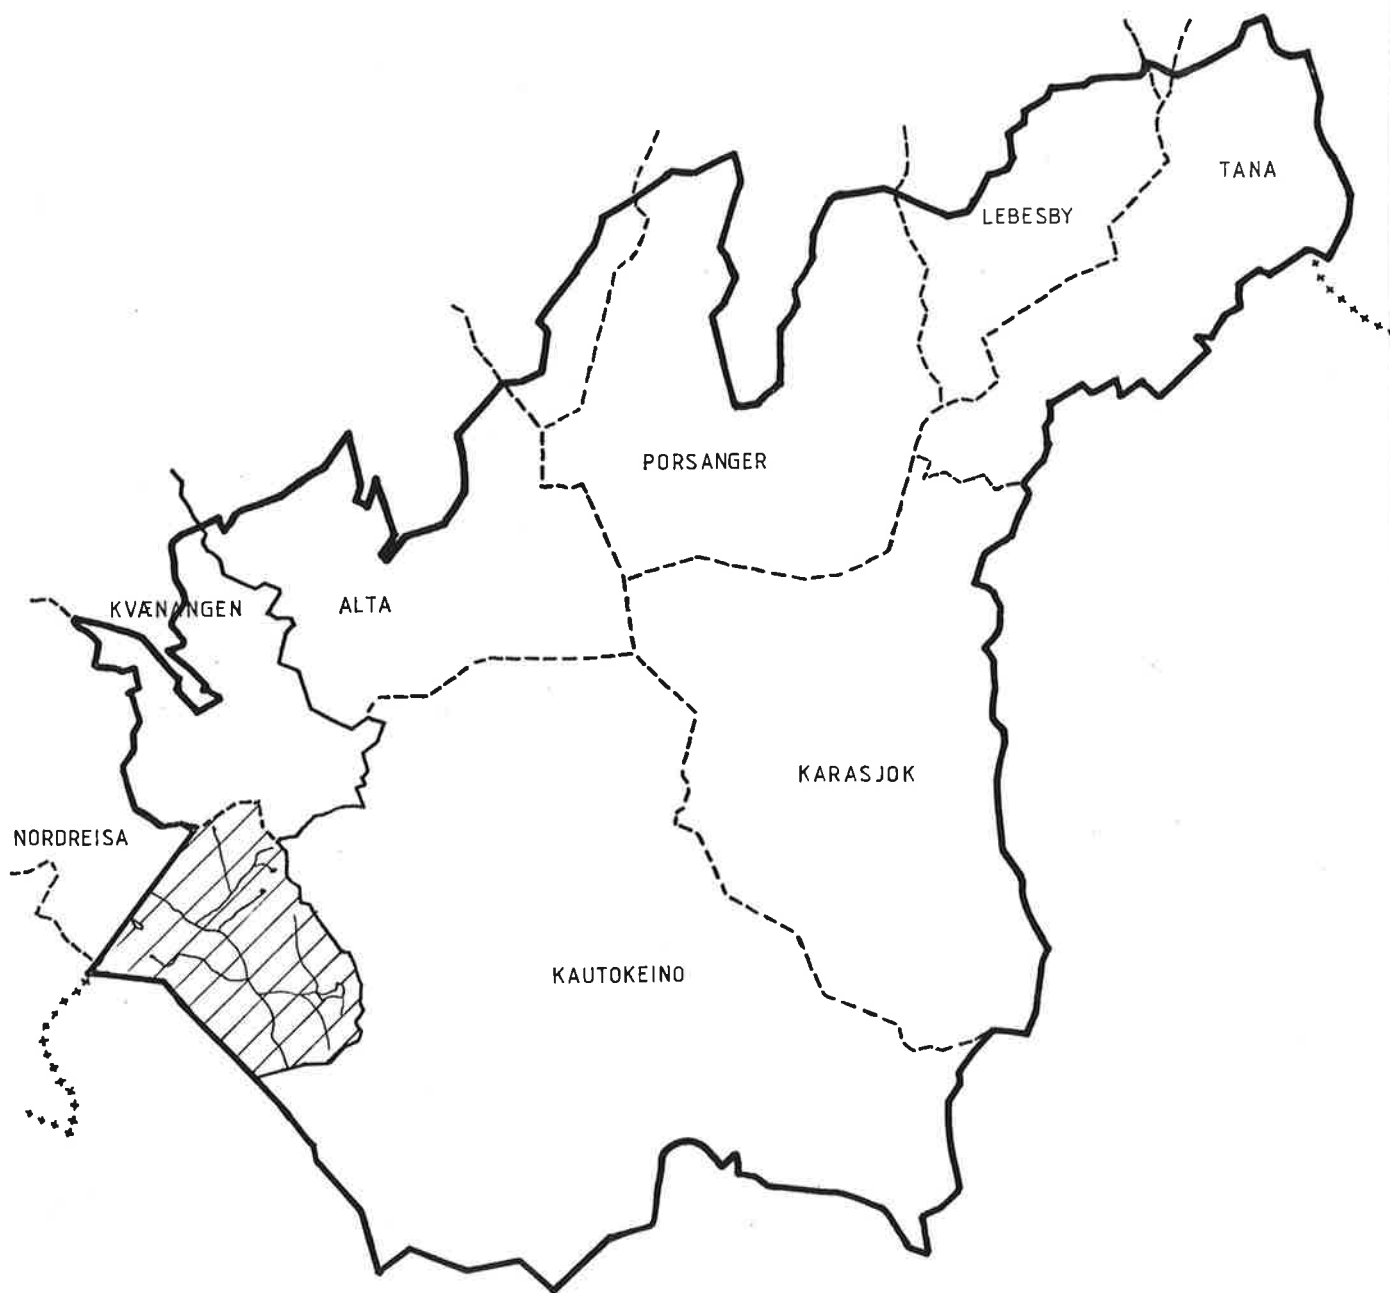 TANA
LEBESBY
PORSANGER
KVÆNANGEN
ALTA
KARASJOK
NORDREISA
KAUTOKEINO